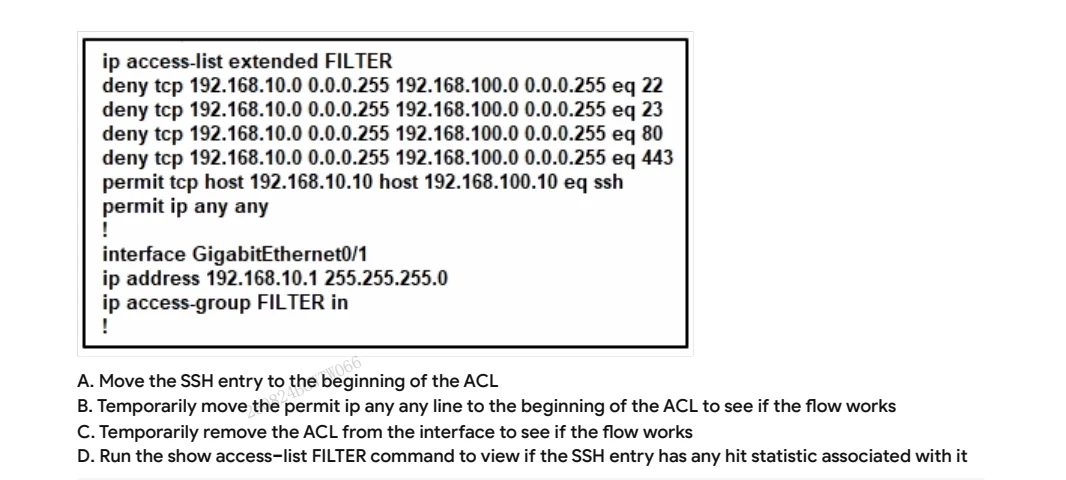 ip access-list extended FILTER
deny tcp 192.168.10.0 0.0.0.255 192.168.100.0 0.0.0.255 eq 22
deny tcp 192.168.10.0 0.0.0.255 192.168.100.0 0.0.0.255 eq 23
deny tcp 192.168.10.0 0.0.0.255 192.168.100.0 0.0.0.255 eq 80
deny tcp 192.168.10.0 0.0.0.255 192.168.100.0 0.0.0.255 eq 443
permit tcp host 192.168.10.10 host 192.168.100.10 eq ssh
permit ip any any
!
interface GigabitEthernet0/1
ip address 192.168.10.1 255.255.255.0
ip access-group FILTER in
!
A. Move the SSH entry to the beginning of the ACL
B. Temporarily move the permit ip any any line to the beginning of the ACL to see if the flow works
C. Temporarily remove the ACL from the interface to see if the flow works
D. Run the show access-list FILTER command to view if the SSH entry has any hit statistic associated with it